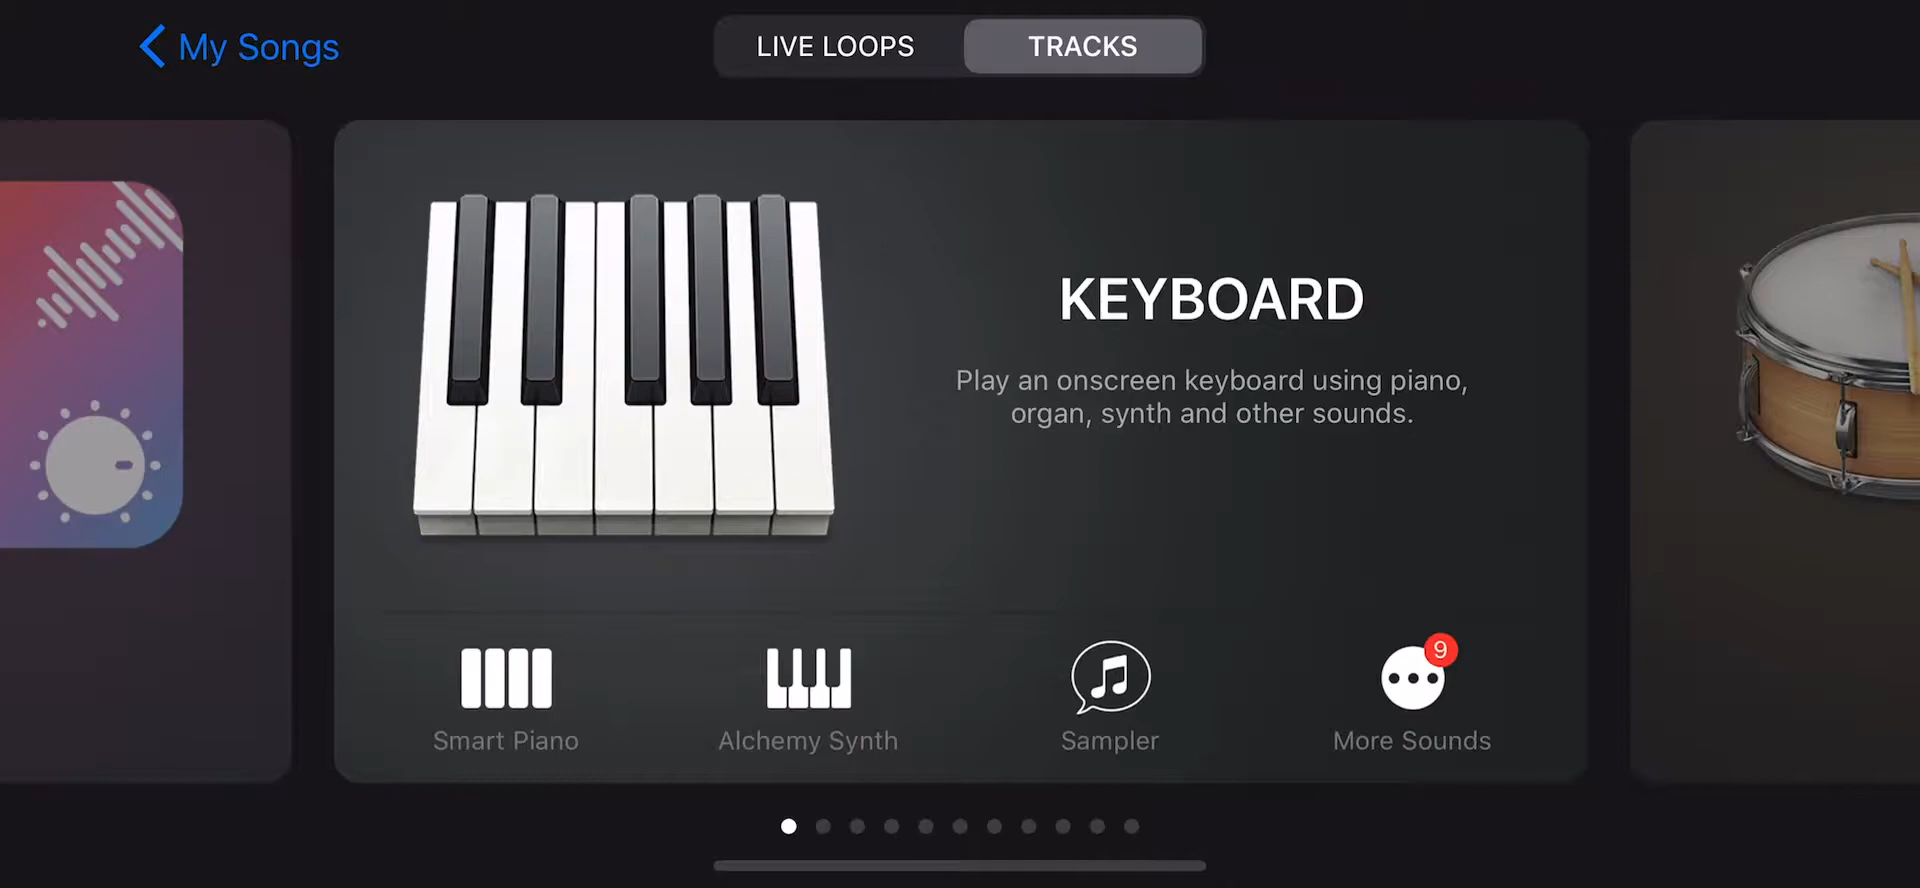 My Songs
LIVE LOOPS
TRACKS
KEYBOARD
Play an onscreen keyboard using piano,
organ, synth and other sounds.
Smart Piano
Alchemy Synth
Sampler
9
More Sounds